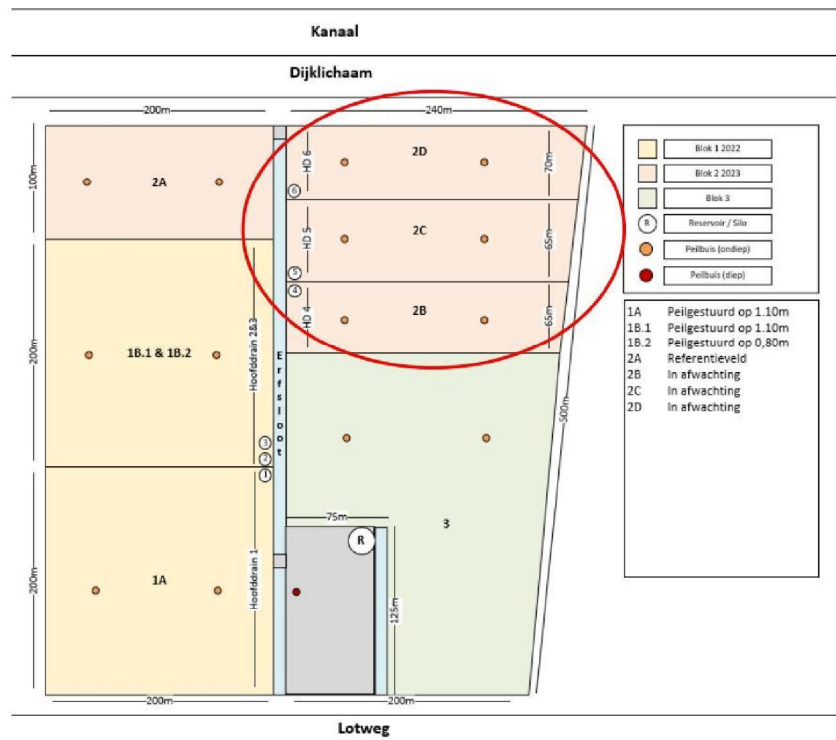 Kanaal
Dijklichaam
200m
240m
HD 6
2D
70m
100m
2A
6
HD 5
2C
65m
5
4
HD 4
2B
65m
200m
1B.1 & 1B.2
Hoofddrain 2&3
Erfsloot
500m
3
2
1
75m
3
R
200m
1A
Hoofddrain 1
125m
200m
200m
Lotweg
Blok 1 2022
Blok 2 2023
Blok 3
R Reservoir / Silo
Peilbuis (ondiep)
Peilbuis (diep)
1A Peilgestuurd op 1.10m
1B.1 Peilgestuurd op 1.10m
1B.2 Peilgestuurd op 0,80m
2A Referentieveld
2B In afwachting
2C In afwachting
2D In afwachting